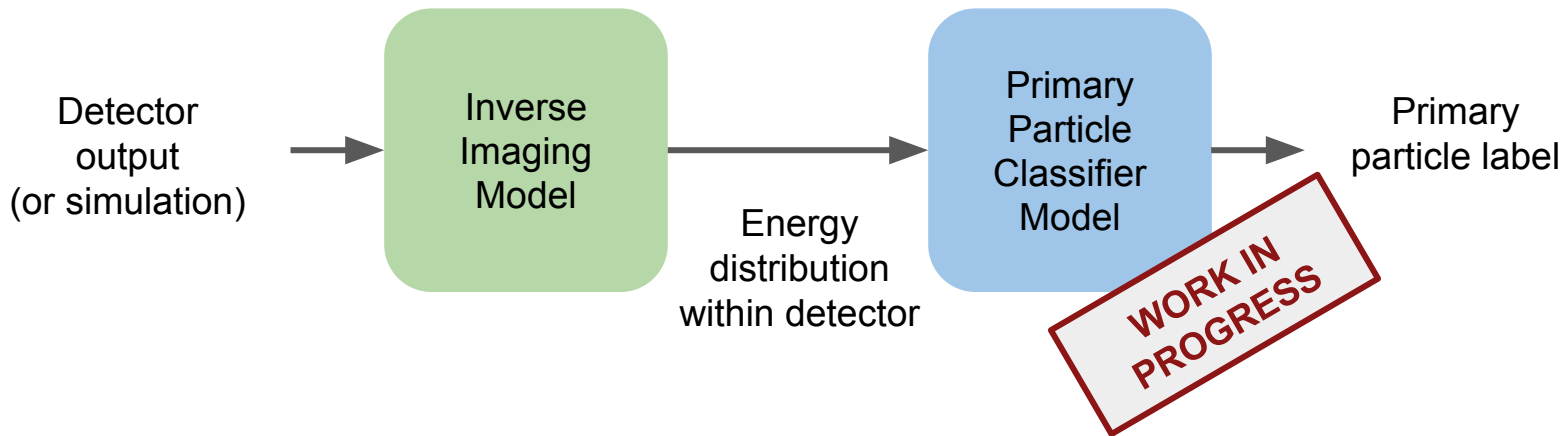 Detector
output
(or simulation)
Inverse
Imaging
Model
Energy
distribution
within detector
Primary
Particle
Classifier
Model
Primary
particle label
WORK IN
PROGRESS